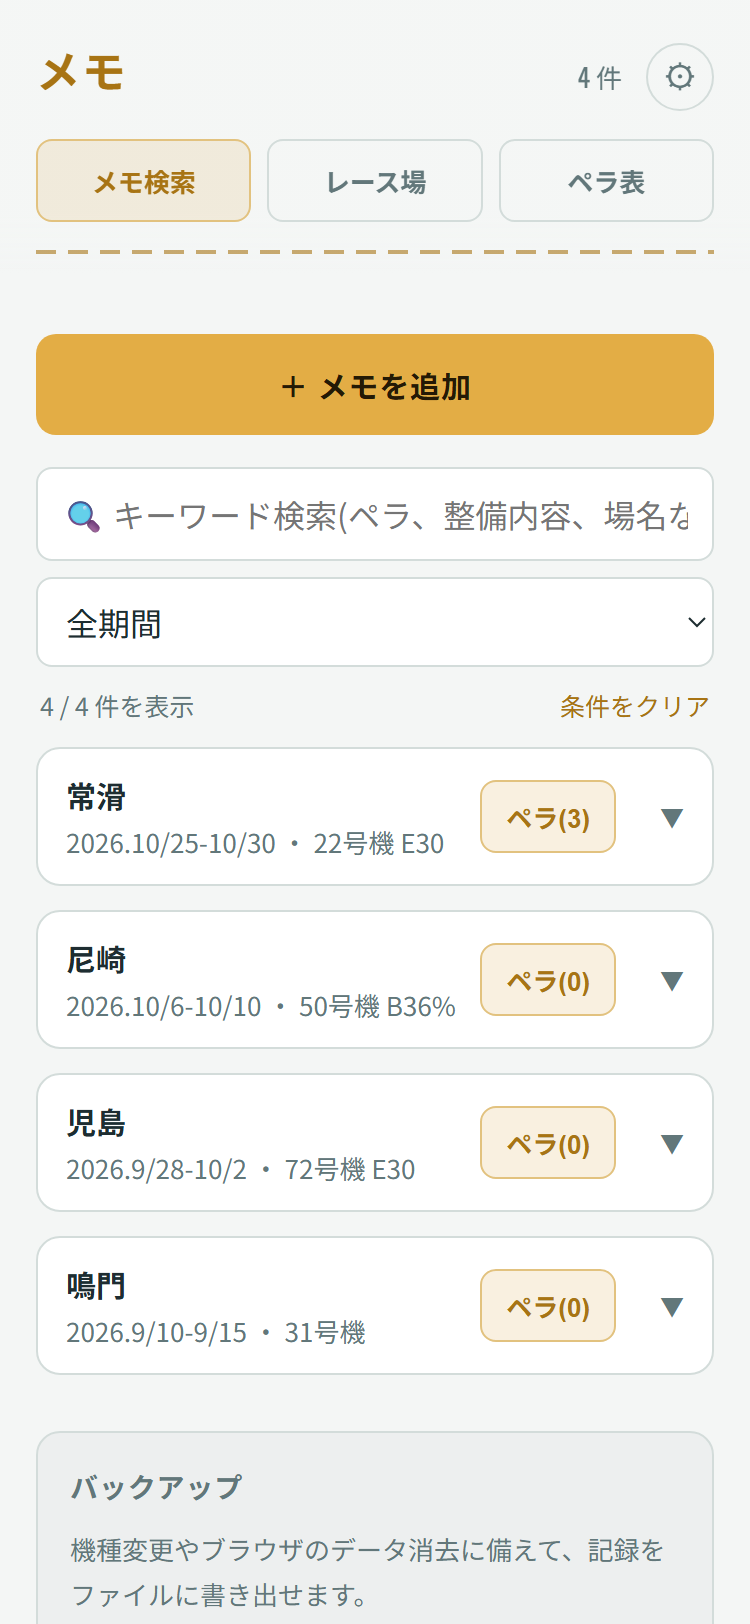 メモ
4 件
メモ検索
レース場
ペラ表
＋ メモを追加
キーワード検索(ペラ、整備内容、場名な
全期間
4 / 4 件を表示
条件をクリア
常滑
2026.10/25-10/30 ・ 22号機 E30
ペラ(3)
▼
尼崎
2026.10/6-10/10 ・ 50号機 B36%
ペラ(0)
▼
児島
2026.9/28-10/2 ・ 72号機 E30
ペラ(0)
▼
鳴門
2026.9/10-9/15 ・ 31号機
ペラ(0)
▼
バックアップ
機種変更やブラウザのデータ消去に備えて、記録を
ファイルに書き出せます。